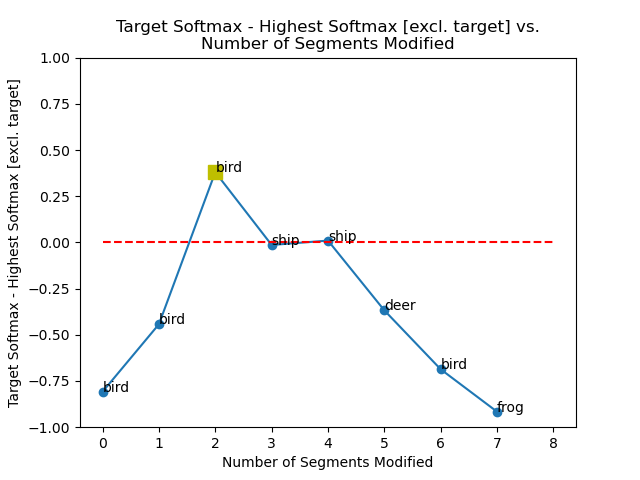 Target Softmax - Highest Softmax [excl. target] vs.
Number of Segments Modified
Target Softmax - Highest Softmax [excl. target]
1.00
0.75
0.50
0.25
0.00
−0.25
−0.50
−0.75
−1.00
bird
bird
bird
ship
ship
deer
bird
frog
0 1 2 3 4 5 6 7 8
Number of Segments Modified